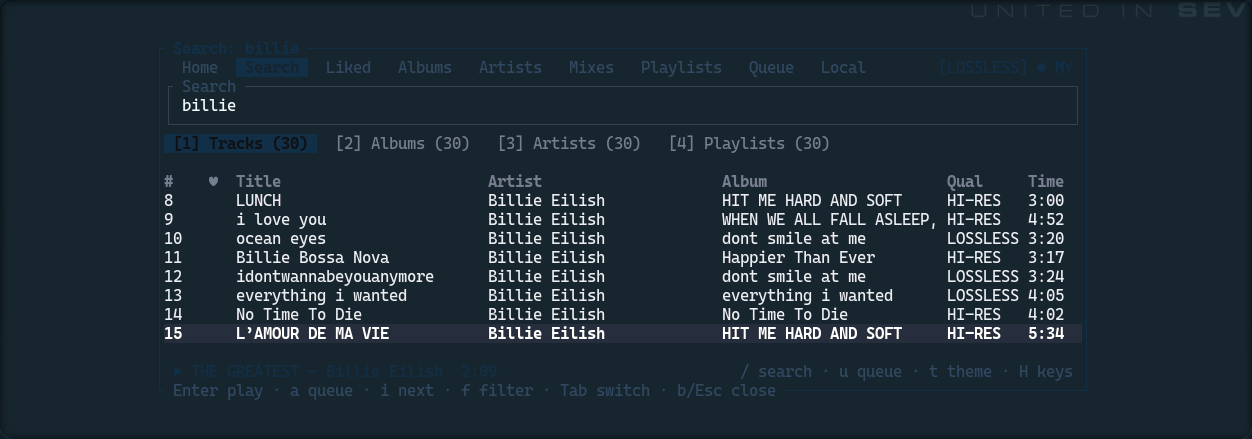 UNITED IN SEV
Search: billie
Home Search Liked Albums Artists Mixes Playlists Queue Local [LOSSLESS] ● MY
Search
billie
[1] Tracks (30) [2] Albums (30) [3] Artists (30) [4] Playlists (30)
# ♥ Title Artist Album Qual Time
8 LUNCH Billie Eilish HIT ME HARD AND SOFT HI-RES 3:00
9 i love you Billie Eilish WHEN WE ALL FALL ASLEEP, HI-RES 4:52
10 ocean eyes Billie Eilish dont smile at me LOSSLESS 3:20
11 Billie Bossa Nova Billie Eilish Happier Than Ever HI-RES 3:17
12 idontwannabeyouanymore Billie Eilish dont smile at me LOSSLESS 3:24
13 everything i wanted Billie Eilish everything i wanted LOSSLESS 4:05
14 No Time To Die Billie Eilish No Time To Die HI-RES 4:02
15 L'AMOUR DE MA VIE Billie Eilish HIT ME HARD AND SOFT HI-RES 5:34
▶ THE GREATEST - Billie Eilish 2:09 / search · u queue · t theme · H keys
Enter play · a queue · i next · f filter · Tab switch · b/Esc close